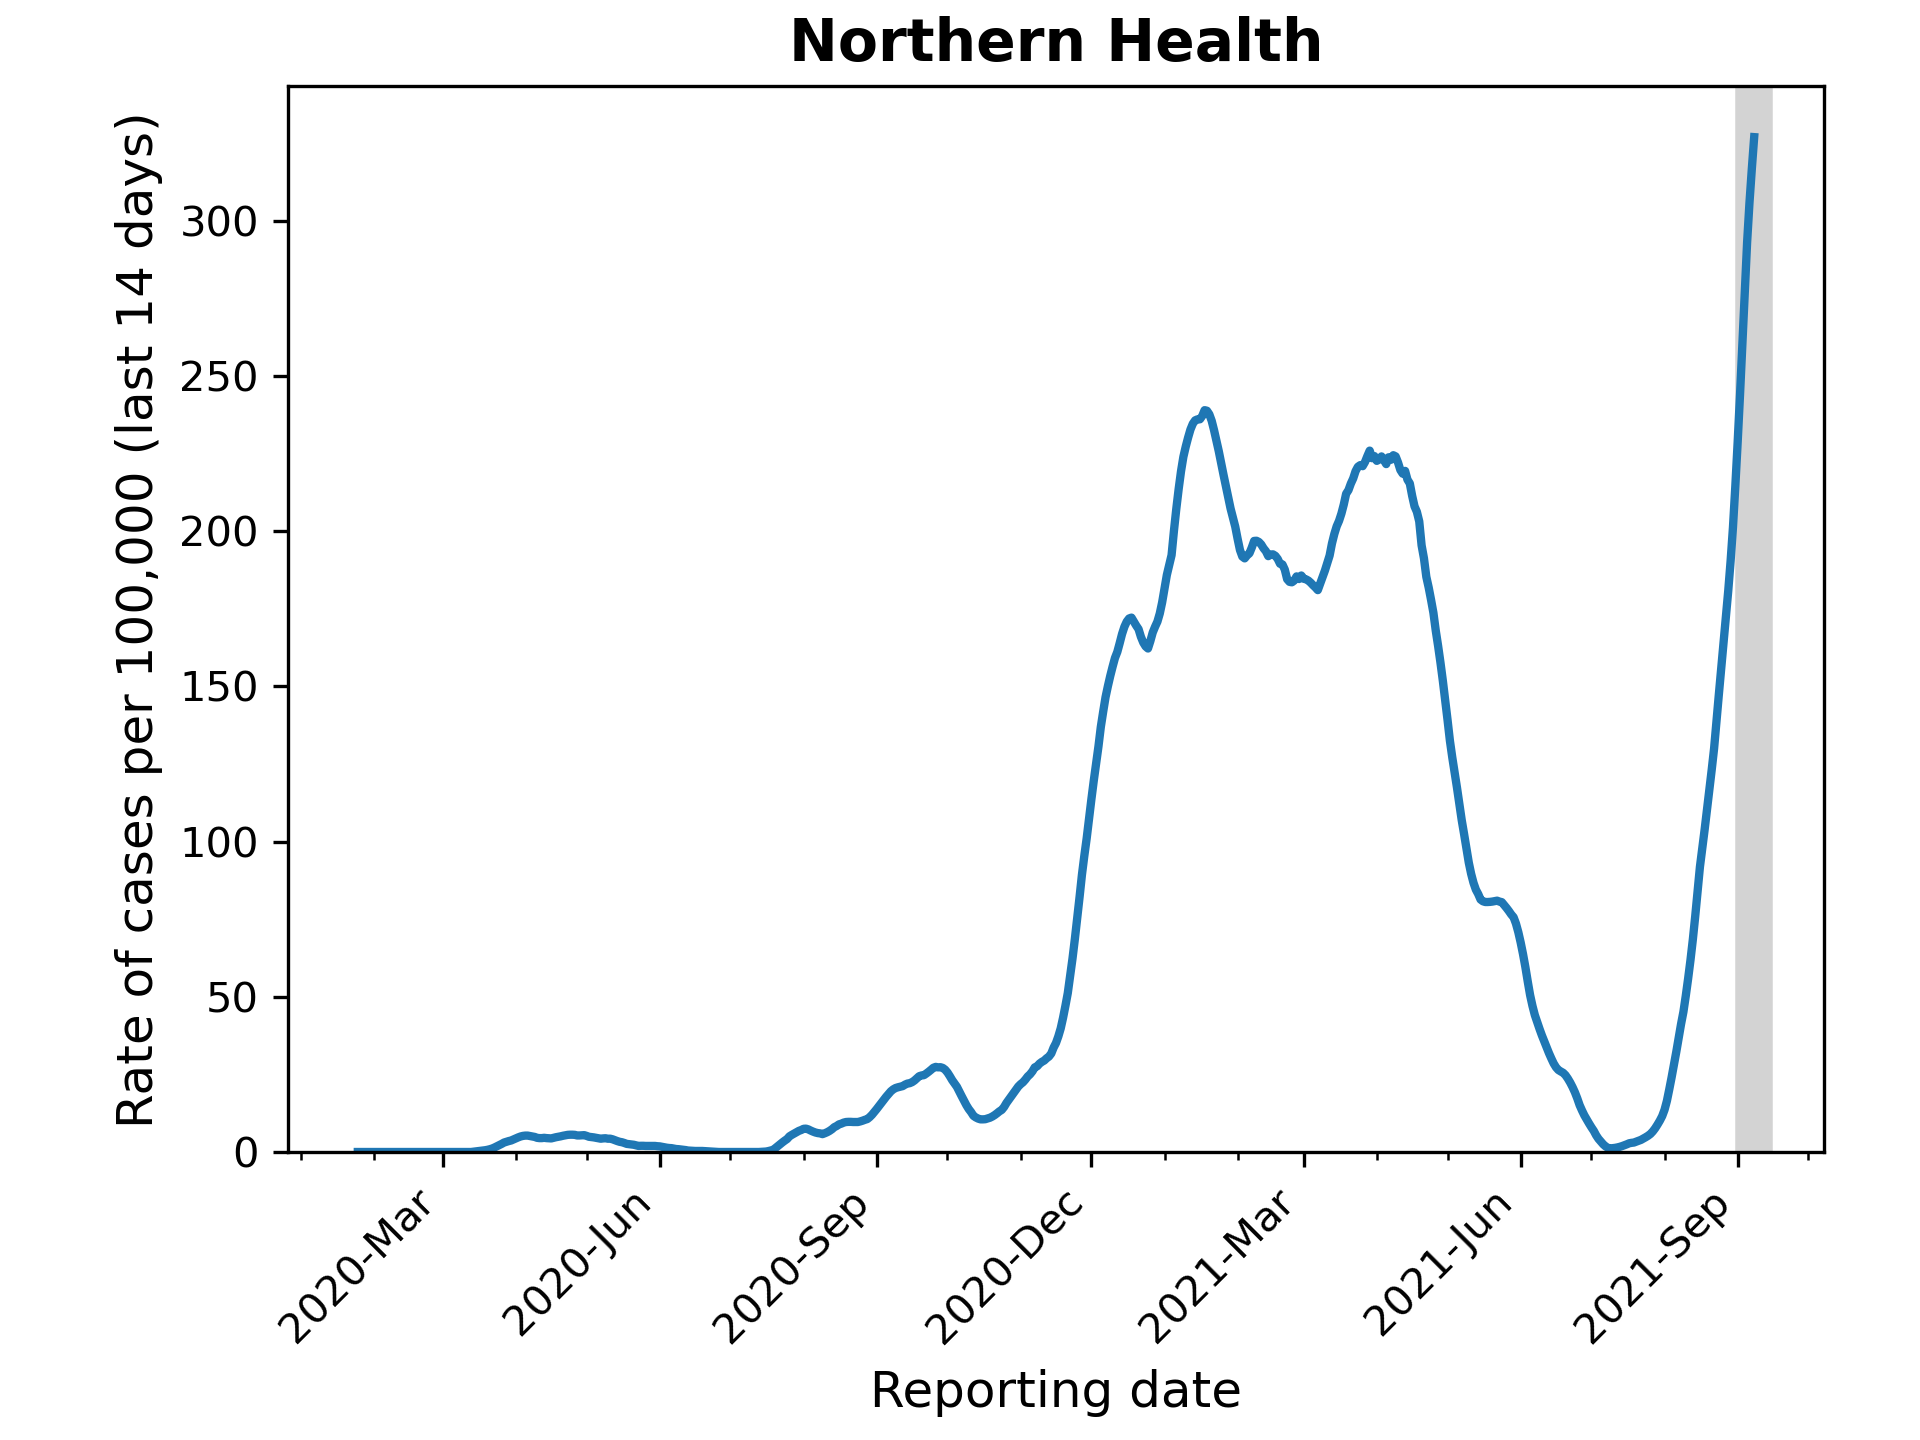 Northern Health
Rate of cases per 100,000 (last 14 days)
300
250
200
150
100
50
0
2020-Mar
2020-Jun
2020-Sep
2020-Dec
2021-Mar
2021-Jun
2021-Sep
Reporting date